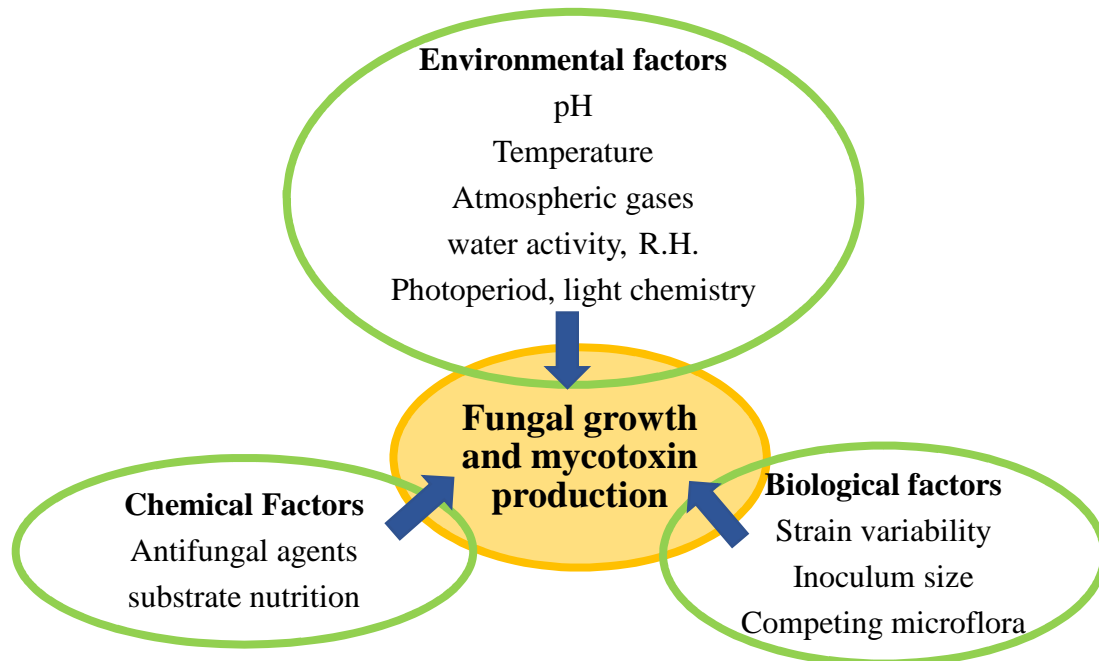 Environmental factors
pH
Temperature
Atmospheric gases
water activity, R.H.
Photoperiod, light chemistry
Fungal growth
and mycotoxin
production
Chemical Factors
Antifungal agents
substrate nutrition
Biological factors
Strain variability
Inoculum size
Competing microflora